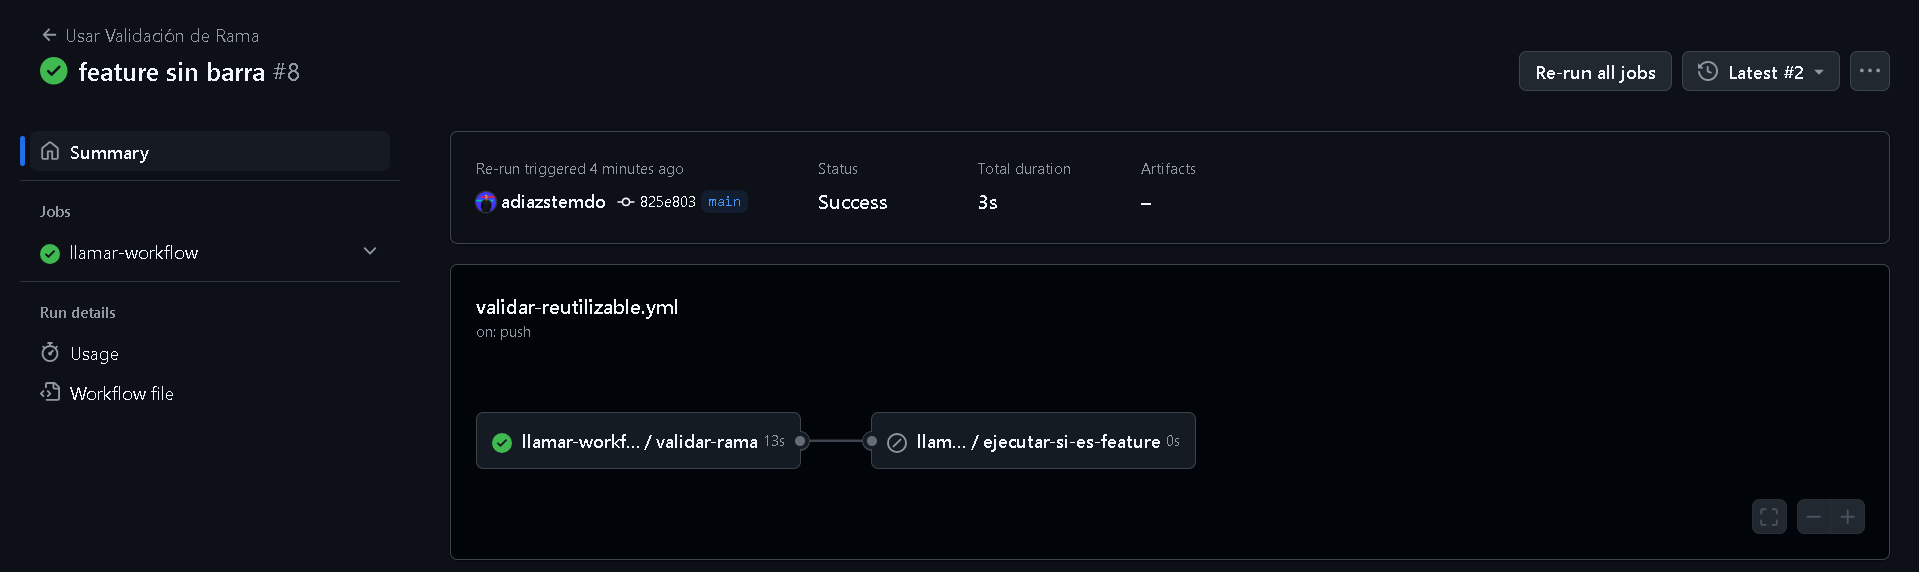 Usar Validación de Rama
feature sin barra #8
Re-run all jobs
Latest #2
Summary
Jobs
llamar-workflow
Run details
Usage
Workflow file
Re-run triggered 4 minutes ago
adiazstemdo 825e803 main
Status
Success
Total duration
3s
Artifacts
–
validar-reutilizable.yml
on: push
llamar-workf... / validar-rama 13s
llam... / ejecutar-si-es-feature 0s